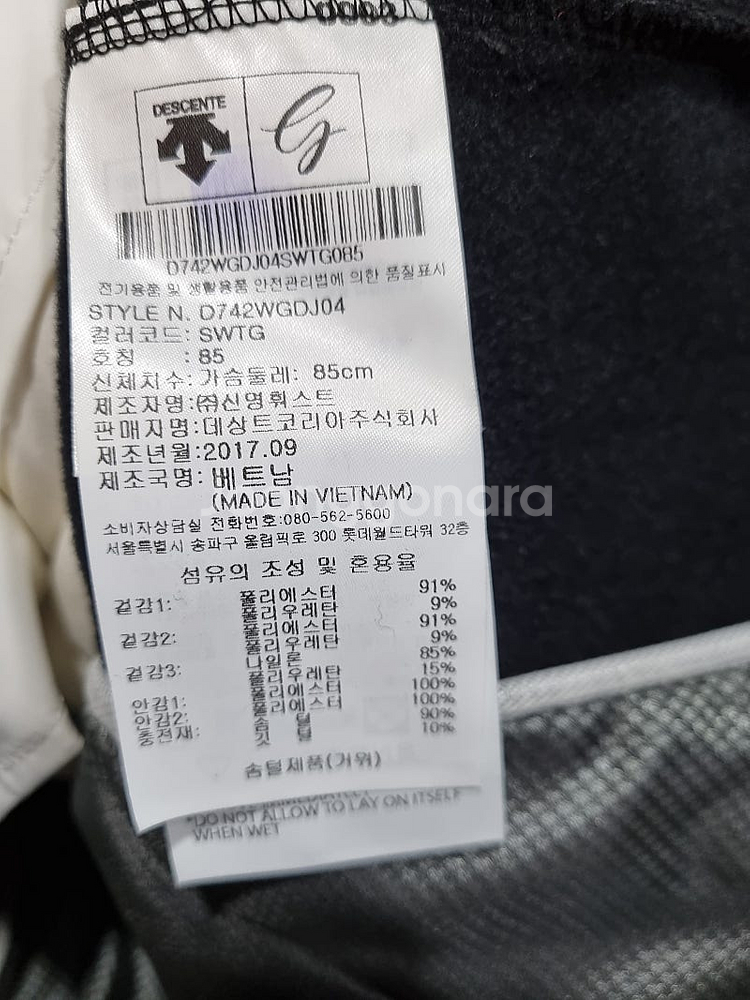 DESCENTE G
D742WGDJ04SWTG085
전기용품 및 생활용품 안전관리법에 의한 품질표시
STYLE N. D742WGDJ04
컬러코드: SWTG
호칭 : 85
신체치수: 가슴둘레: 85cm
제조자명:㈜신영훠스트
판매자명:데상트코리아주식회사
제조년월:2017.09
제조국명: 베트남
(MADE IN VIETNAM)
소비자상담실 전화번호:080-562-5600
서울특별시 송파구 올림픽로 300 롯데월드타워 32층
섬유의 조성 및 혼용율
겉감1: 폴리에스터 91%
폴리우레탄 9%
겉감2: 폴리에스터 91%
폴리우레탄 9%
겉감3: 나일론 85%
폴리우레탄 15%
안감1: 폴리에스터 100%
안감2: 폴리에스터 100%
충전재: 솜 털 90%
깃 털 10%
솜털제품(거위)
*DO NOT ALLOW TO LAY ON ITSELF
WHEN WET